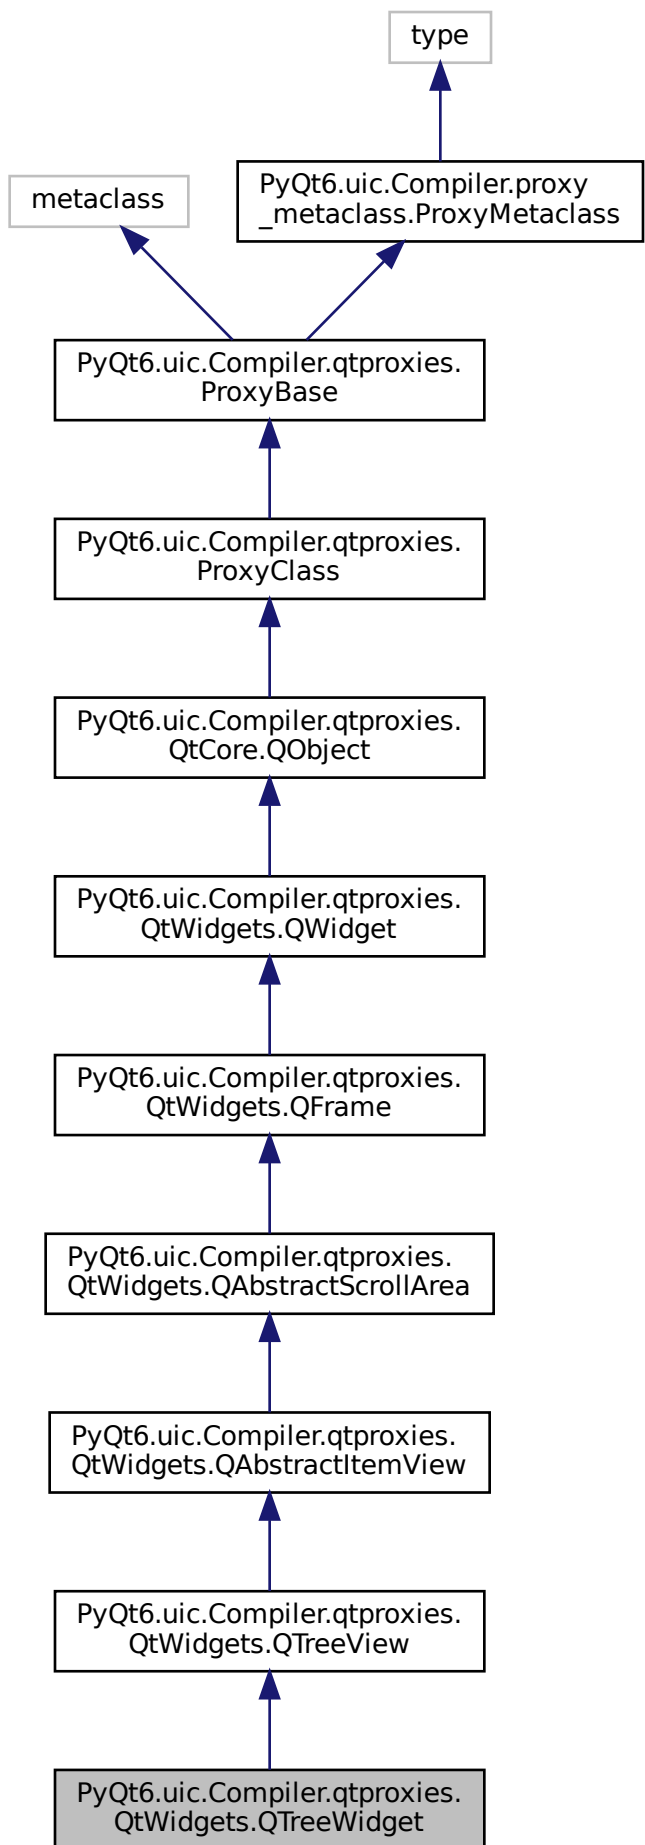 type
PyQt6.uic.Compiler.proxy
_metaclass.ProxyMetaclass
metaclass
PyQt6.uic.Compiler.qtproxies.
ProxyBase
PyQt6.uic.Compiler.qtproxies.
ProxyClass
PyQt6.uic.Compiler.qtproxies.
QtCore.QObject
PyQt6.uic.Compiler.qtproxies.
QtWidgets.QWidget
PyQt6.uic.Compiler.qtproxies.
QtWidgets.QFrame
PyQt6.uic.Compiler.qtproxies.
QtWidgets.QAbstractScrollArea
PyQt6.uic.Compiler.qtproxies.
QtWidgets.QAbstractItemView
PyQt6.uic.Compiler.qtproxies.
QtWidgets.QTreeView
PyQt6.uic.Compiler.qtproxies.
QtWidgets.QTreeWidget